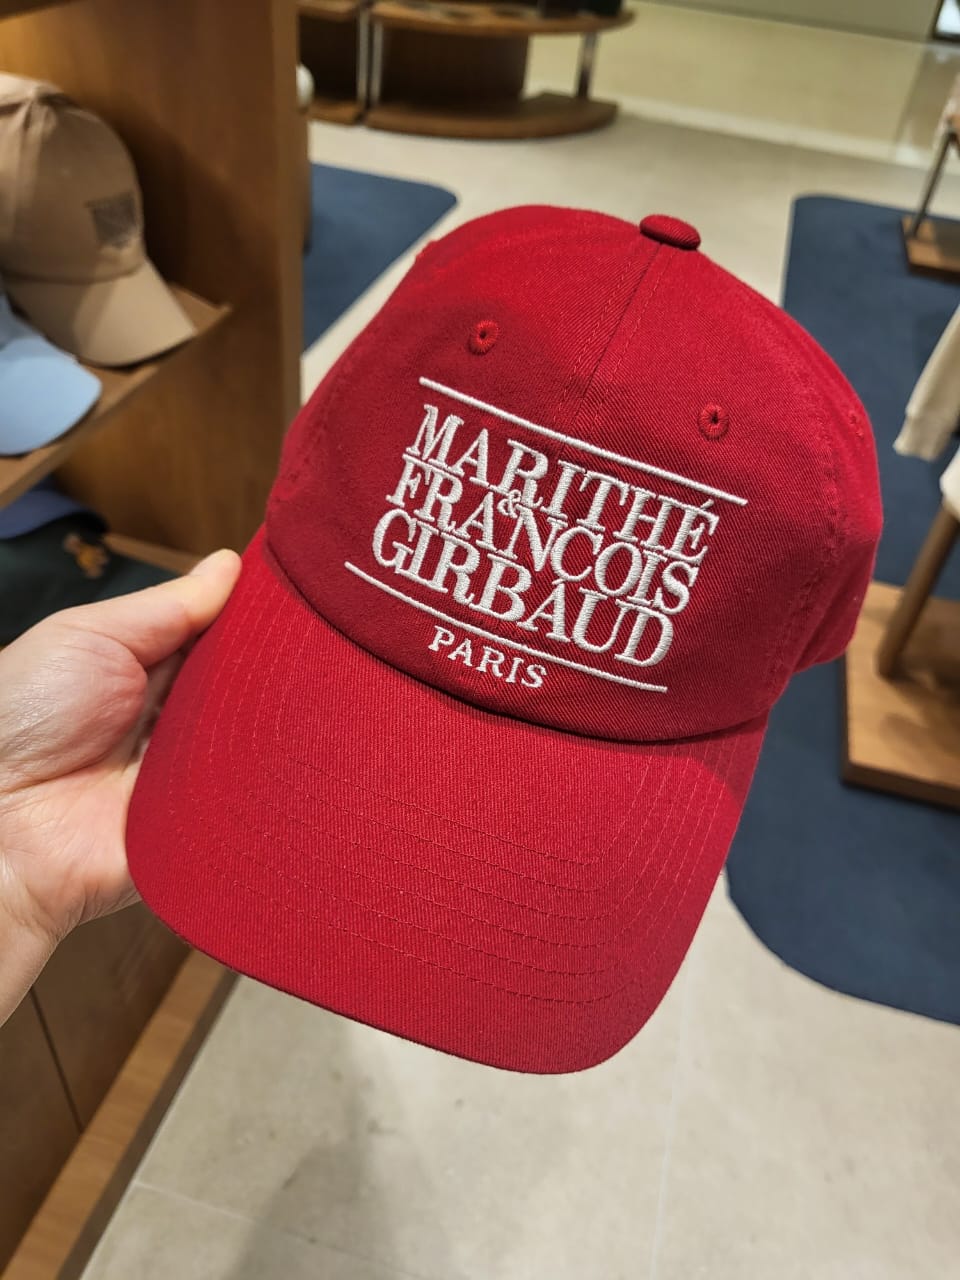 MARITHÉ
&
FRANÇOIS
GIRBAUD
PARIS